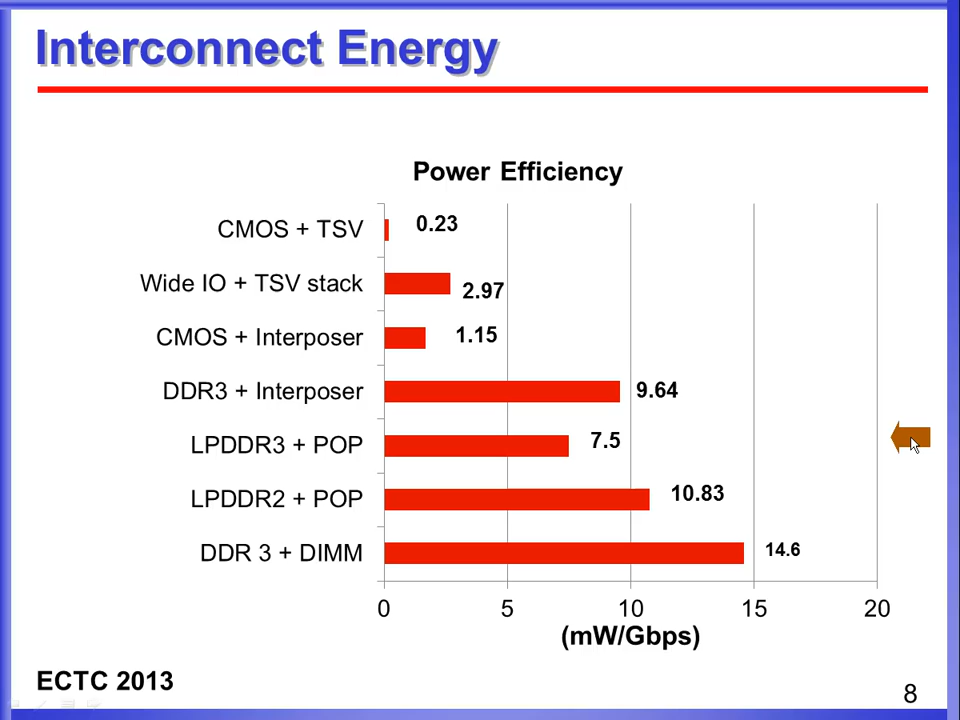 Interconnect Energy
Power Efficiency
CMOS + TSV 0.23
Wide IO + TSV stack 2.97
CMOS + Interposer 1.15
DDR3 + Interposer 9.64
LPDDR3 + POP 7.5
LPDDR2 + POP 10.83
DDR 3 + DIMM 14.6
0 5 10 15 20
(mW/Gbps)
ECTC 2013
8